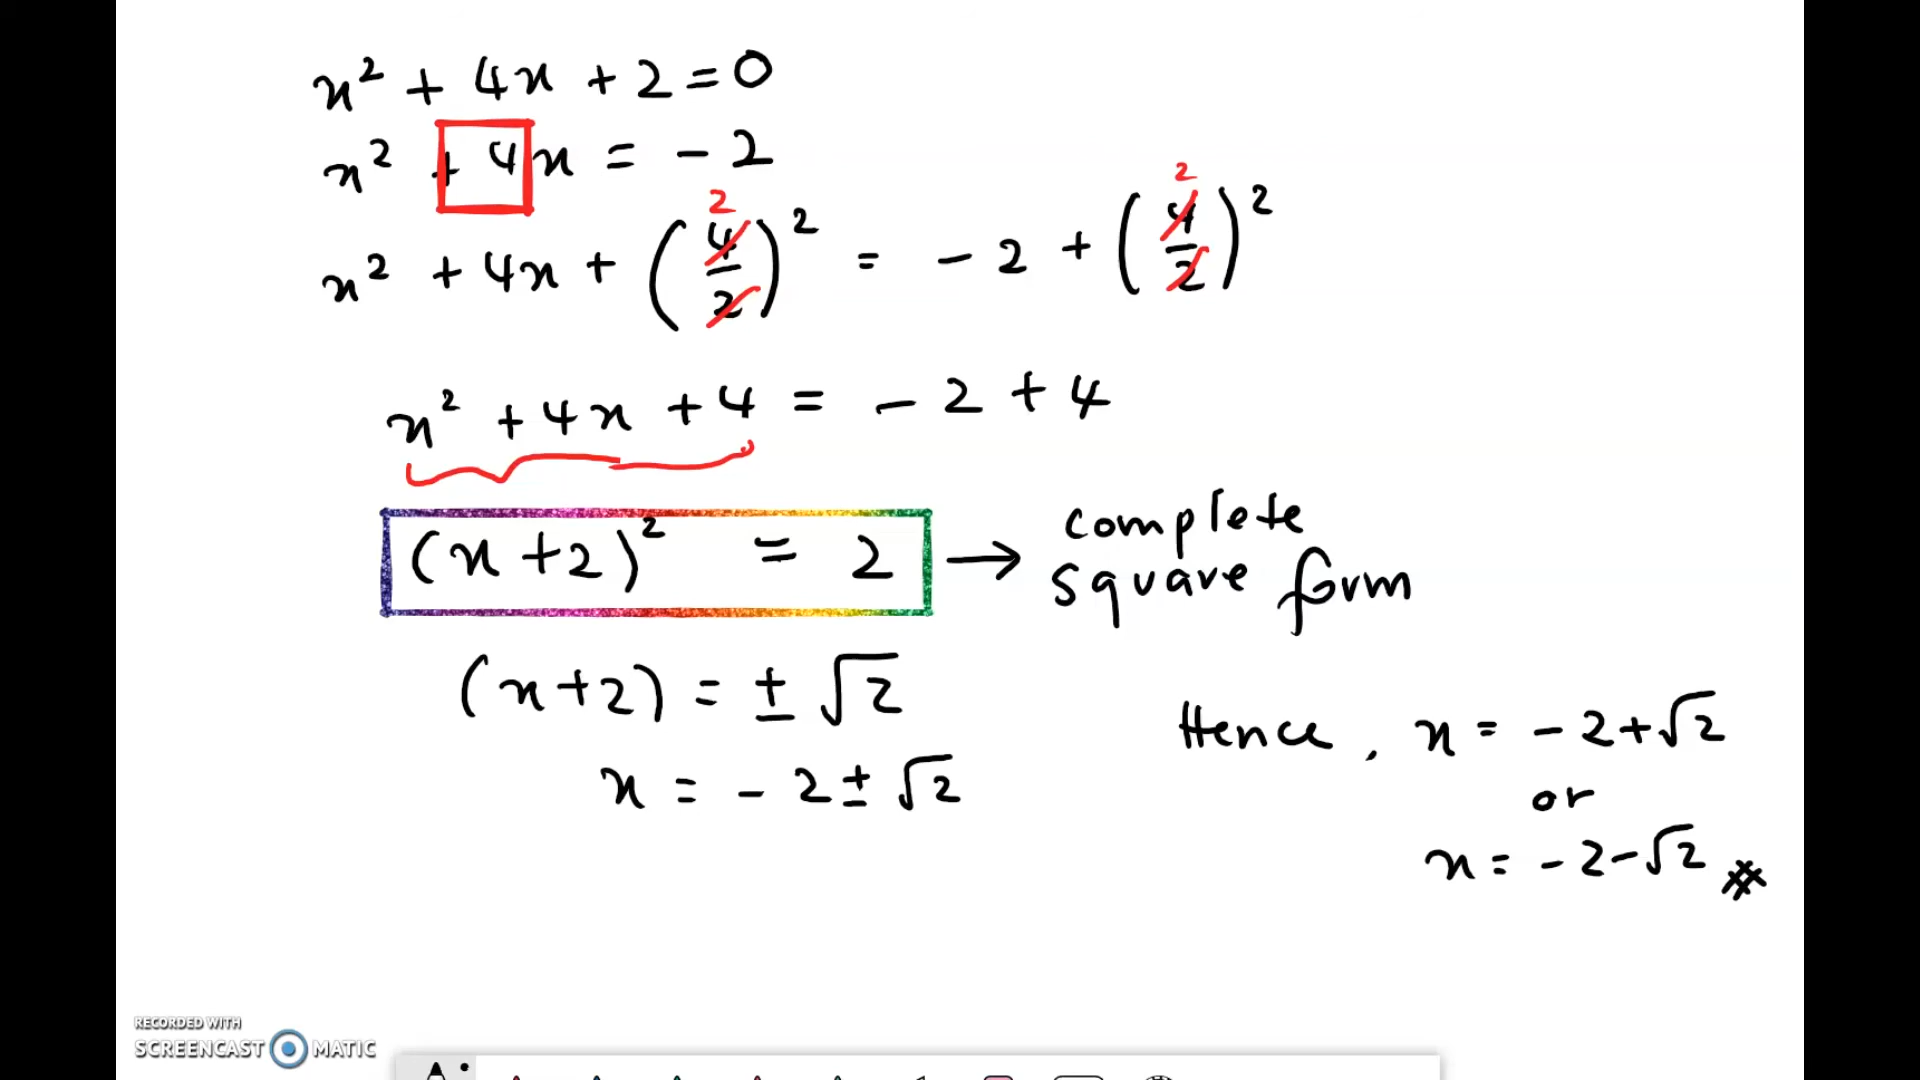 x² + 4x + 2 = 0
x² + 4x = - 2
x² + 4x + (4/2)² = - 2 + (4/2)²
2
2
x² + 4x + 4 = - 2 + 4
(x + 2)² = 2 → complete square form
(x + 2) = ± √2
x = - 2 ± √2
Hence, x = - 2 + √2
or
x = - 2 - √2 #
RECORDED WITH
SCREENCAST MATIC